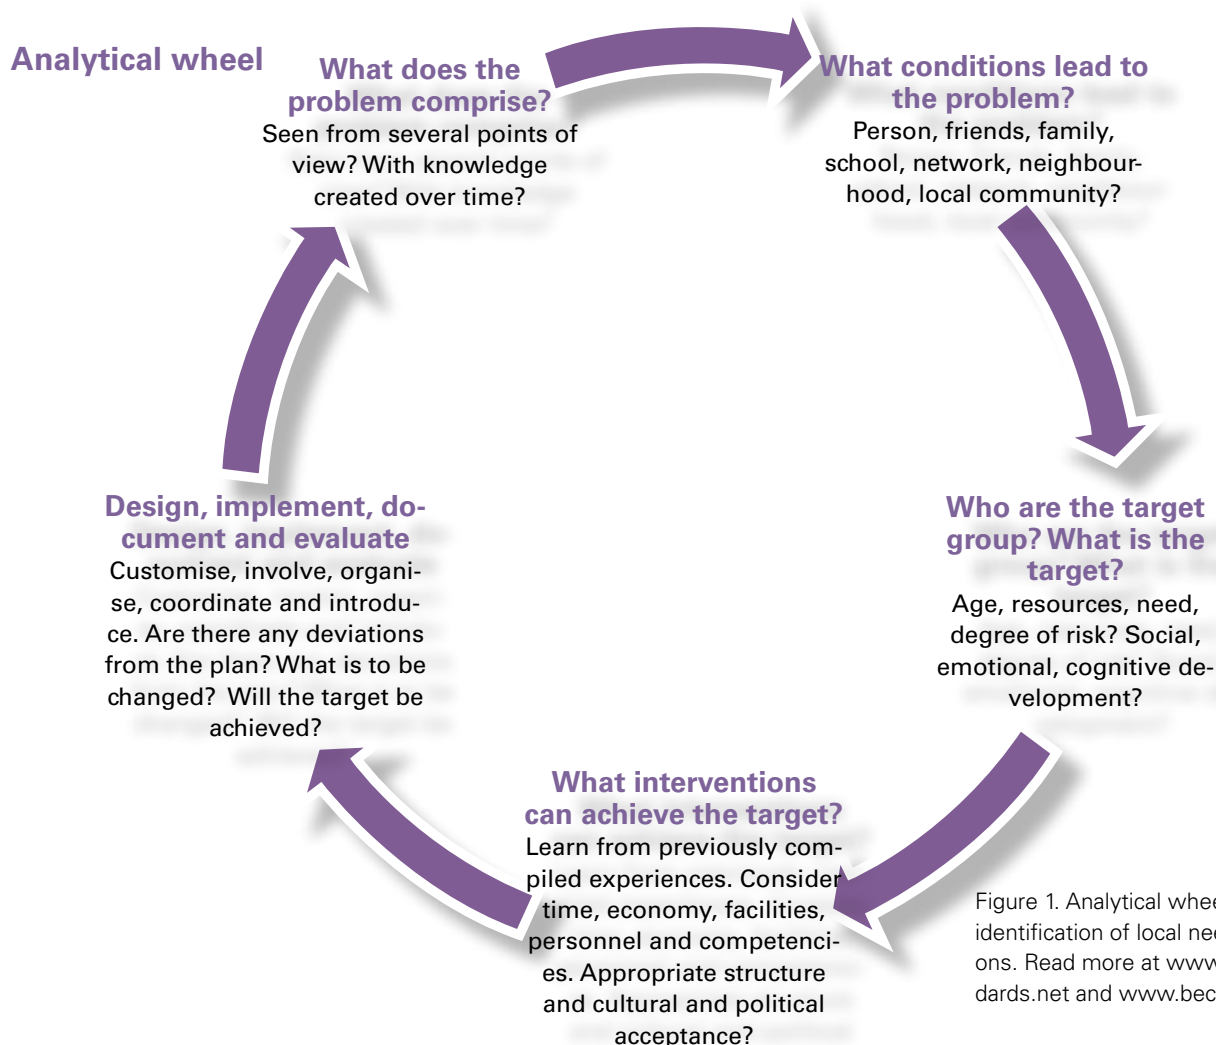 Analytical wheel
What does the
problem comprise?
Seen from several points of
view? With knowledge
created over time?
What conditions lead to
the problem?
Person, friends, family,
school, network, neighbour-
hood, local community?
Who are the target
group? What is the
target?
Age, resources, need,
degree of risk? Social,
emotional, cognitive de-
velopment?
What interventions
can achieve the target?
Learn from previously com-
piled experiences. Consider
time, economy, facilities,
personnel and competenci-
es. Appropriate structure
and cultural and political
acceptance?
Design, implement, do-
cument and evaluate
Customise, involve, organi-
se, coordinate and introdu-
ce. Are there any deviations
from the plan? What is to be
changed? Will the target be
achieved?
Figure 1. Analytical
identification of local
ons. Read more at
dards.net and